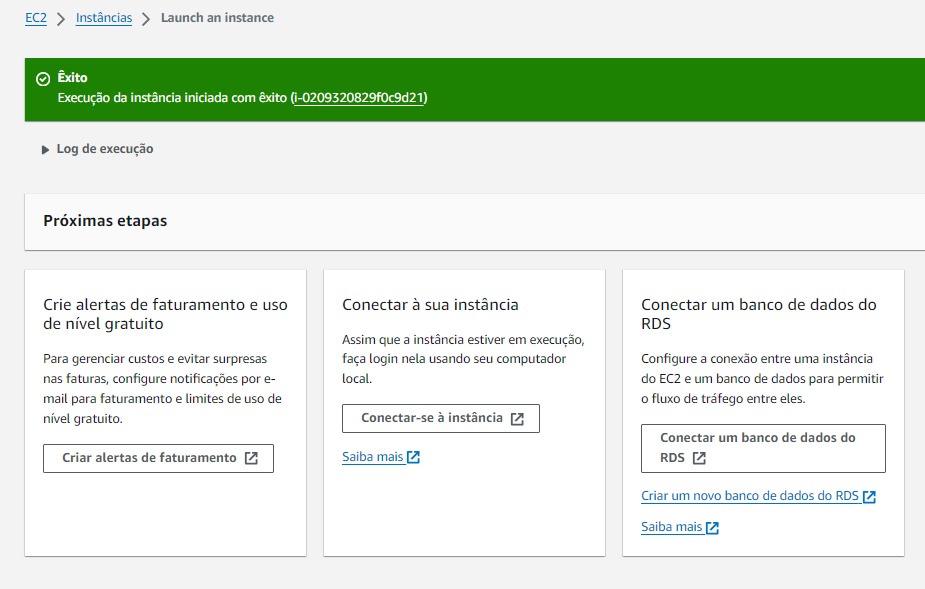 EC2 > Instâncias > Launch an instance
Êxito
Execução da instância iniciada com êxito (i-0209320829f0c9d21)
Log de execução
Próximas etapas
Crie alertas de faturamento e uso
de nível gratuito
Para gerenciar custos e evitar surpresas
nas faturas, configure notificações por e-
mail para faturamento e limites de uso de
nível gratuito.
Criar alertas de faturamento
Conectar à sua instância
Assim que a instância estiver em execução,
faça login nela usando seu computador
local.
Conectar-se à instância
Saiba mais
Conectar um banco de dados do
RDS
Configure a conexão entre uma instância
do EC2 e um banco de dados para permitir
o fluxo de tráfego entre eles.
Conectar um banco de dados do
RDS
Criar um novo banco de dados do RDS
Saiba mais